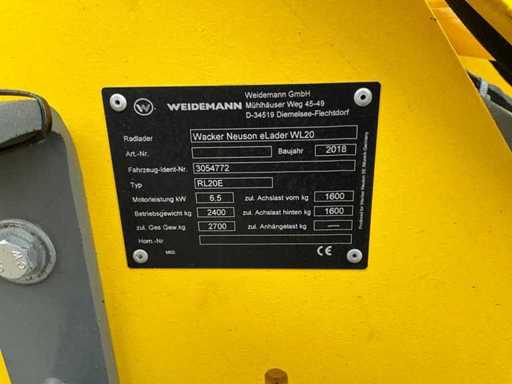 Weidemann GmbH
WEIDEMANN Mühlhäuser Weg 45-49
D-34519 Diemelsee-Flechtdorf
Radlader Wacker Neuson eLader WL20
Art.-Nr. Baujahr 2018
Fahrzeug-Ident-Nr. 3054772
Typ RL20E
Motorleistung kW 6.5 zul. Achslast vorn kg 1600
Betriebsgewicht kg 2400 zul. Achslast hinten kg 1600
zul. Ges Gew.kg 2700 zul. Anhängelast kg ---
Hom.-Nr CE